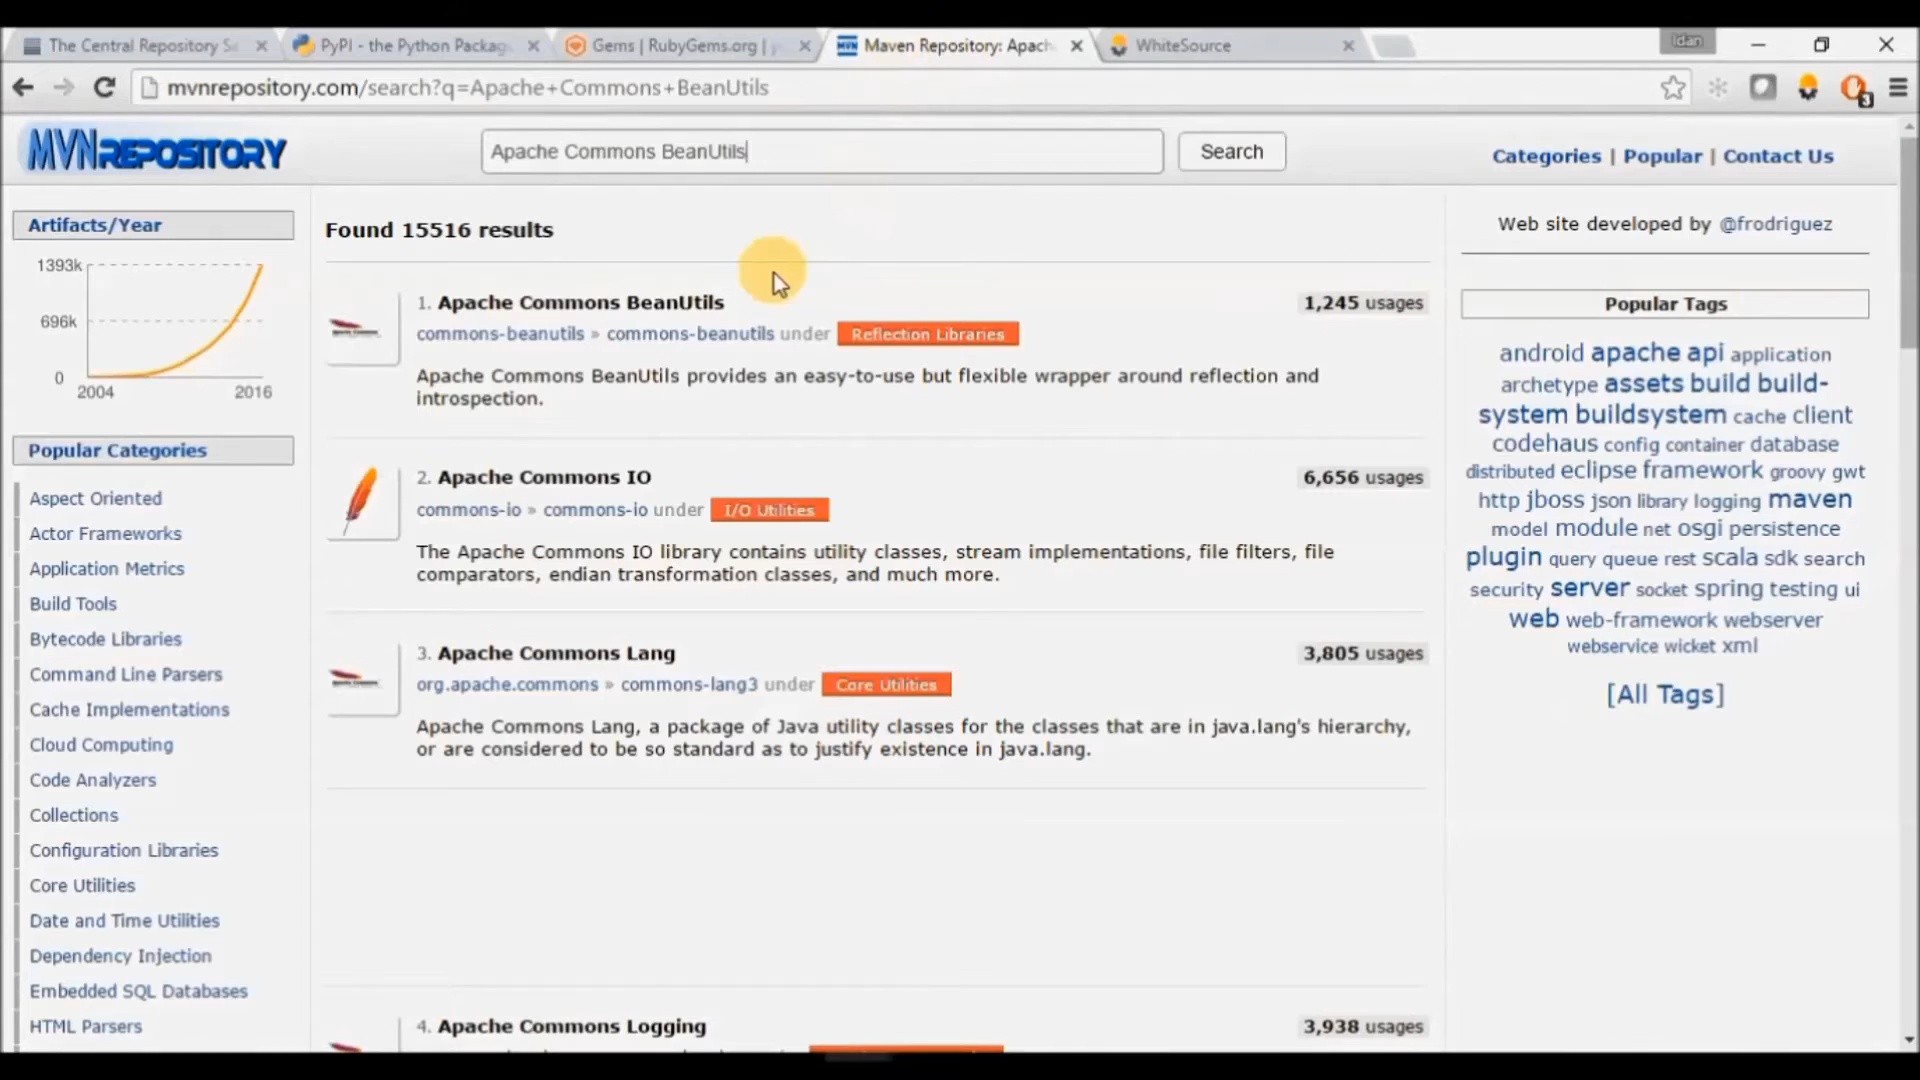 The Central Repository Se
PyPI - the Python Packag
Gems | RubyGems.org |
Maven Repository: Apach
WhiteSource
Idan
mvnrepository.com/search?q=Apache+Commons+BeanUtils
3
MVNREPOSITORY
Apache Commons BeanUtils
Search
Categories | Popular | Contact Us
Artifacts/Year
1393k
696k
0
2004
2016
Popular Categories
Aspect Oriented
Actor Frameworks
Application Metrics
Build Tools
Bytecode Libraries
Command Line Parsers
Cache Implementations
Cloud Computing
Code Analyzers
Collections
Configuration Libraries
Core Utilities
Date and Time Utilities
Dependency Injection
Embedded SQL Databases
HTML Parsers
Found 15516 results
1. Apache Commons BeanUtils
1,245 usages
commons-beanutils » commons-beanutils under Reflection Libraries
Apache Commons BeanUtils provides an easy-to-use but flexible wrapper around reflection and
introspection.
2. Apache Commons IO
6,656 usages
commons-io » commons-io under I/O Utilities
The Apache Commons IO library contains utility classes, stream implementations, file filters, file
comparators, endian transformation classes, and much more.
3. Apache Commons Lang
3,805 usages
org.apache.commons » commons-lang3 under Core Utilities
Apache Commons Lang, a package of Java utility classes for the classes that are in java.lang's hierarchy,
or are considered to be so standard as to justify existence in java.lang.
4. Apache Commons Logging
3,938 usages
Web site developed by @frodriguez
Popular Tags
android apache api application
archetype assets build build-
system buildsystem cache client
codehaus config container database
distributed eclipse framework groovy gwt
http jboss json library logging maven
model module net osgi persistence
plugin query queue rest scala sdk search
security server socket spring testing ui
web web-framework webserver
webservice wicket xml
[All Tags]